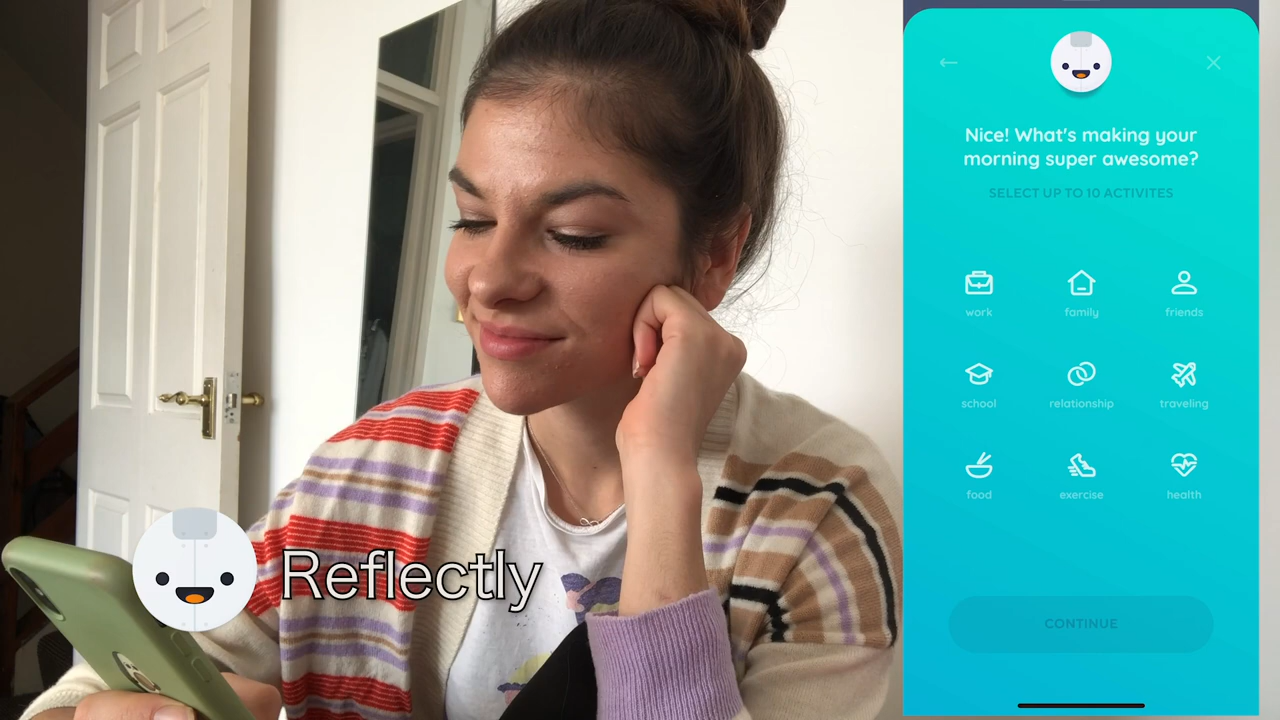 Reflectly
Nice! What's making your
morning super awesome?
SELECT UP TO 10 ACTIVITES
work
family
friends
school
relationship
traveling
food
exercise
health
CONTINUE